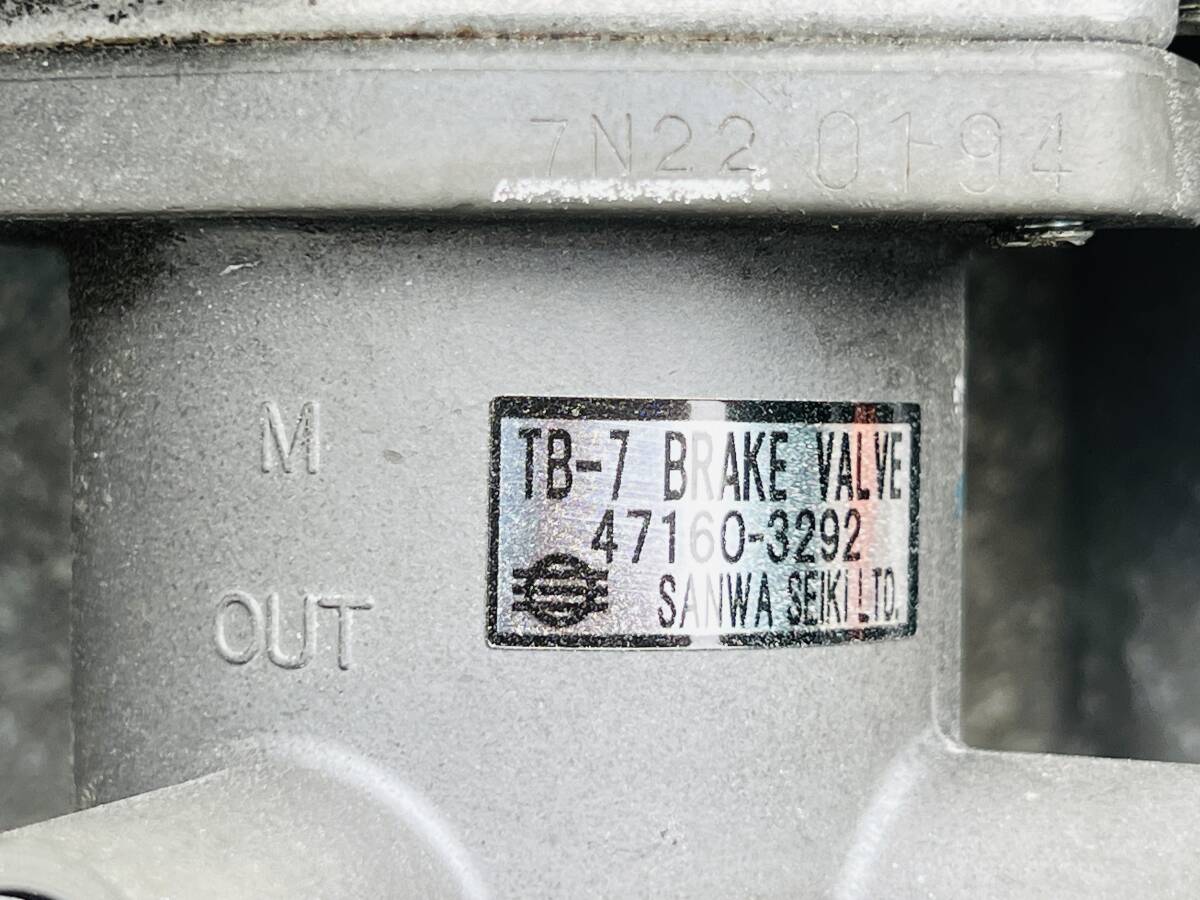 7N22 0194
M
OUT
TB-7 BRAKE VALVE
47160-3292
SANWA SEIKI LTD.